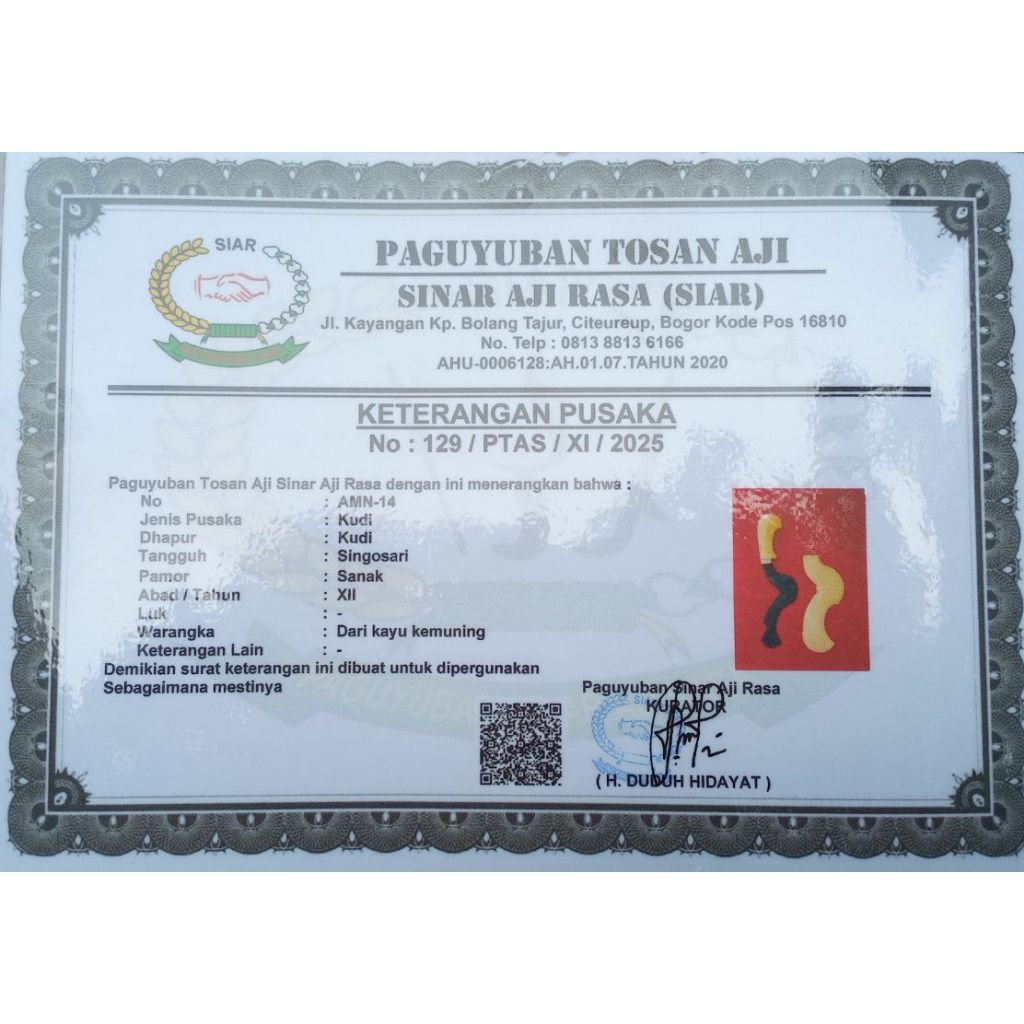 SIAR
PAGUYUBAN TOSAN AJI
SINAR AJI RASA (SIAR)
Jl. Kayangan Kp. Bolang Tajur, Citeureup, Bogor Kode Pos 16810
No. Telp : 0813 8813 6166
AHU-0006128:AH.01.07.TAHUN 2020
KETERANGAN PUSAKA
No : 129 / PTAS / XI / 2025
Paguyuban Tosan Aji Sinar Aji Rasa dengan ini menerangkan bahwa :
No : AMN-14
Jenis Pusaka : Kudi
Dhapur : Kudi
Tangguh : Singosari
Pamor : Sanak
Abad / Tahun : XII
Luk : -
Warangka : Dari kayu kemuning
Keterangan Lain : -
Demikian surat keterangan ini dibuat untuk dipergunakan
Sebagaimana mestinya
Paguyuban Sinar Aji Rasa
KURATOR
( H. DUDUH HIDAYAT )